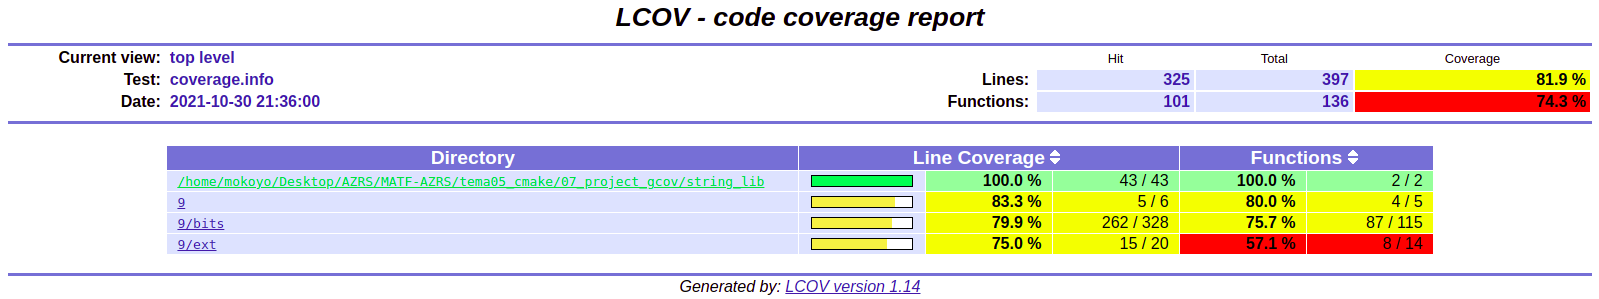 LCOV - code coverage report
Current view: top level Hit Total Coverage
Test: coverage.info Lines: 325 397 81.9 %
Date: 2021-10-30 21:36:00 Functions: 101 136 74.3 %
Directory Line Coverage Functions
/home/mokoyo/Desktop/AZRS/MATF-AZRS/tema05_cmake/07_project_gcov/string_lib 100.0 % 43 / 43 100.0 % 2 / 2
9 83.3 % 5 / 6 80.0 % 4 / 5
9/bits 79.9 % 262 / 328 75.7 % 87 / 115
9/ext 75.0 % 15 / 20 57.1 % 8 / 14
Generated by: LCOV version 1.14